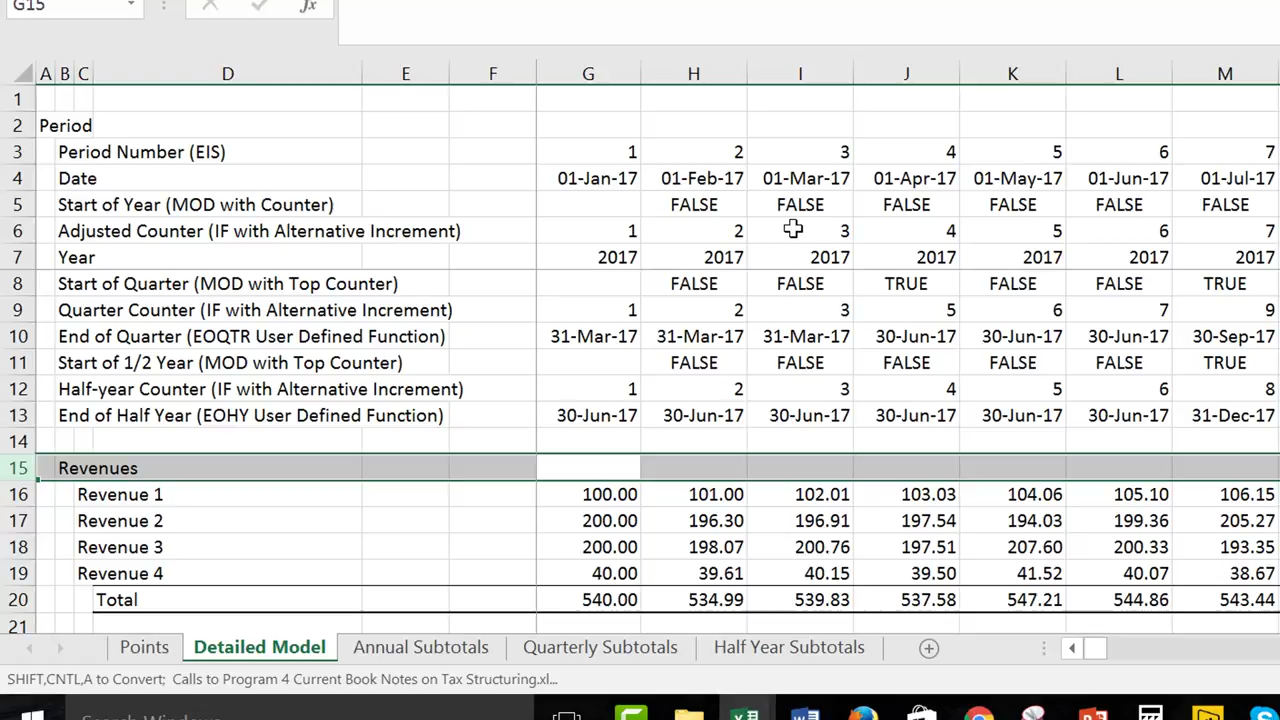 G15 fx
A B C D E F G H I J K L M
1
2 Period
3 Period Number (EIS) 1 2 3 4 5 6 7
4 Date 01-Jan-17 01-Feb-17 01-Mar-17 01-Apr-17 01-May-17 01-Jun-17 01-Jul-17
5 Start of Year (MOD with Counter) FALSE FALSE FALSE FALSE FALSE FALSE
6 Adjusted Counter (IF with Alternative Increment) 1 2 3 4 5 6 7
7 Year 2017 2017 2017 2017 2017 2017 2017
8 Start of Quarter (MOD with Top Counter) FALSE FALSE TRUE FALSE FALSE TRUE
9 Quarter Counter (IF with Alternative Increment) 1 2 3 5 6 7 9
10 End of Quarter (EOQTR User Defined Function) 31-Mar-17 31-Mar-17 31-Mar-17 30-Jun-17 30-Jun-17 30-Jun-17 30-Sep-17
11 Start of 1/2 Year (MOD with Top Counter) FALSE FALSE FALSE FALSE FALSE TRUE
12 Half-year Counter (IF with Alternative Increment) 1 2 3 4 5 6 8
13 End of Half Year (EOHY User Defined Function) 30-Jun-17 30-Jun-17 30-Jun-17 30-Jun-17 30-Jun-17 30-Jun-17 31-Dec-17
14
15 Revenues
16 Revenue 1 100.00 101.00 102.01 103.03 104.06 105.10 106.15
17 Revenue 2 200.00 196.30 196.91 197.54 194.03 199.36 205.27
18 Revenue 3 200.00 198.07 200.76 197.51 207.60 200.33 193.35
19 Revenue 4 40.00 39.61 40.15 39.50 41.52 40.07 38.67
20 Total 540.00 534.99 539.83 537.58 547.21 544.86 543.44
21
Points Detailed Model Annual Subtotals Quarterly Subtotals Half Year Subtotals
SHIFT,CNTL,A to Convert; Calls to Program 4 Current Book Notes on Tax Structuring.xl...
Search Windows